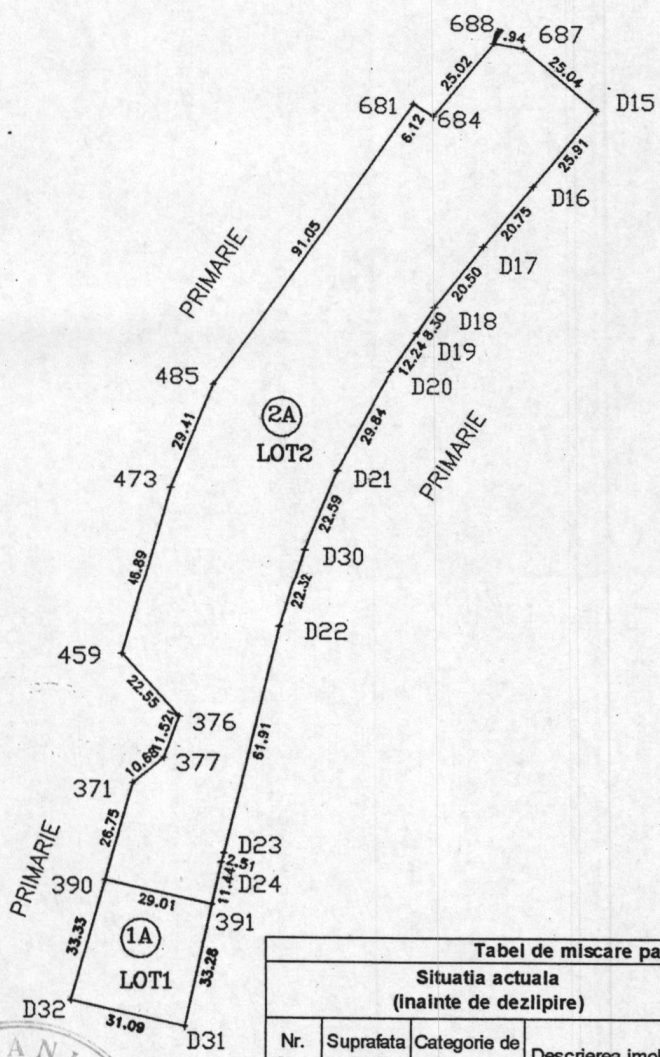 688
687
.94
25.02
25.04
681
6.12
684
D15
25.91
D16
20.75
D17
91.05
PRIMARIE
20.50
D18
8.30
D19
12.24
D20
485
2A
LOT2
29.84
PRIMARIE
29.41
D21
473
22.59
D30
46.89
22.32
D22
459
22.55
376
11.52
377
10.68
371
61.91
26.75
D23
2.51
D24
11.44
PRIMARIE
390
29.01
391
1A
LOT1
33.33
33.28
D32
31.09
D31
Tabel de miscare pa
Situatia actuala
(inainte de dezlipire)
Nr.
Suprafata
Categorie de
A N